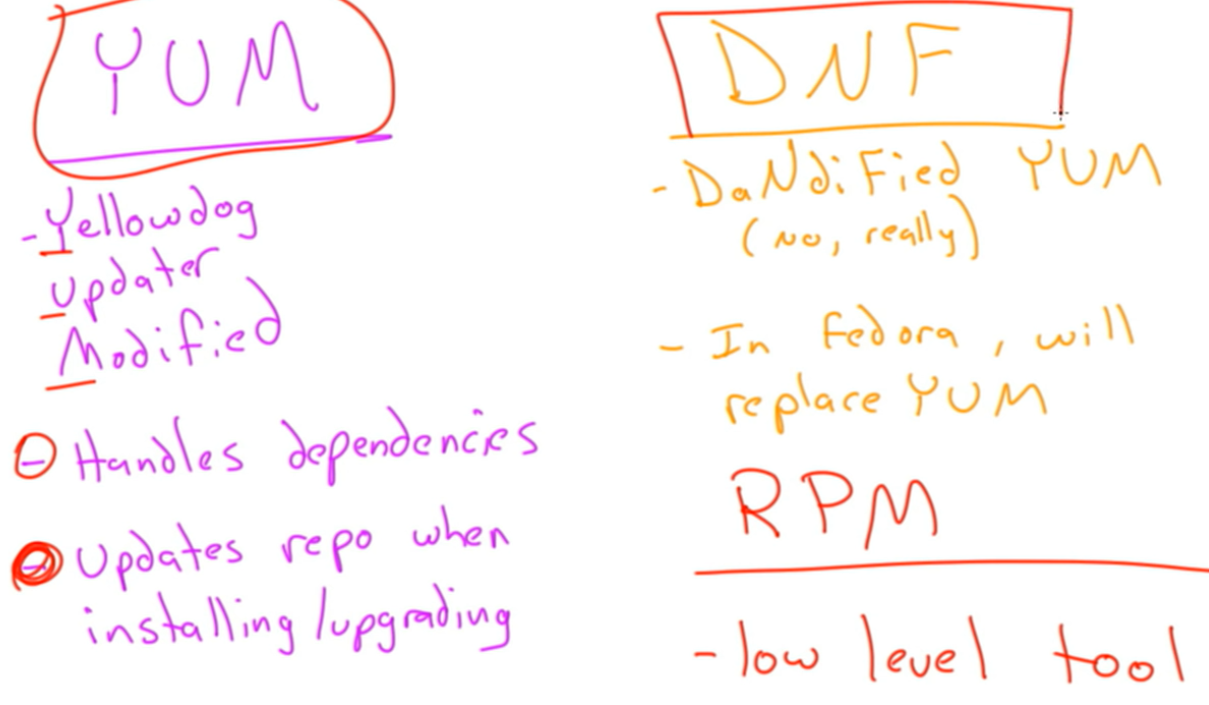 YUM
- Yellowdog
Updater
Modified
- Handles dependencies
- Updates repo when
installing/upgrading
DNF
- DaNdiFied YUM
(No, really)
- In Fedora, will
replace YUM
RPM
- low level tool